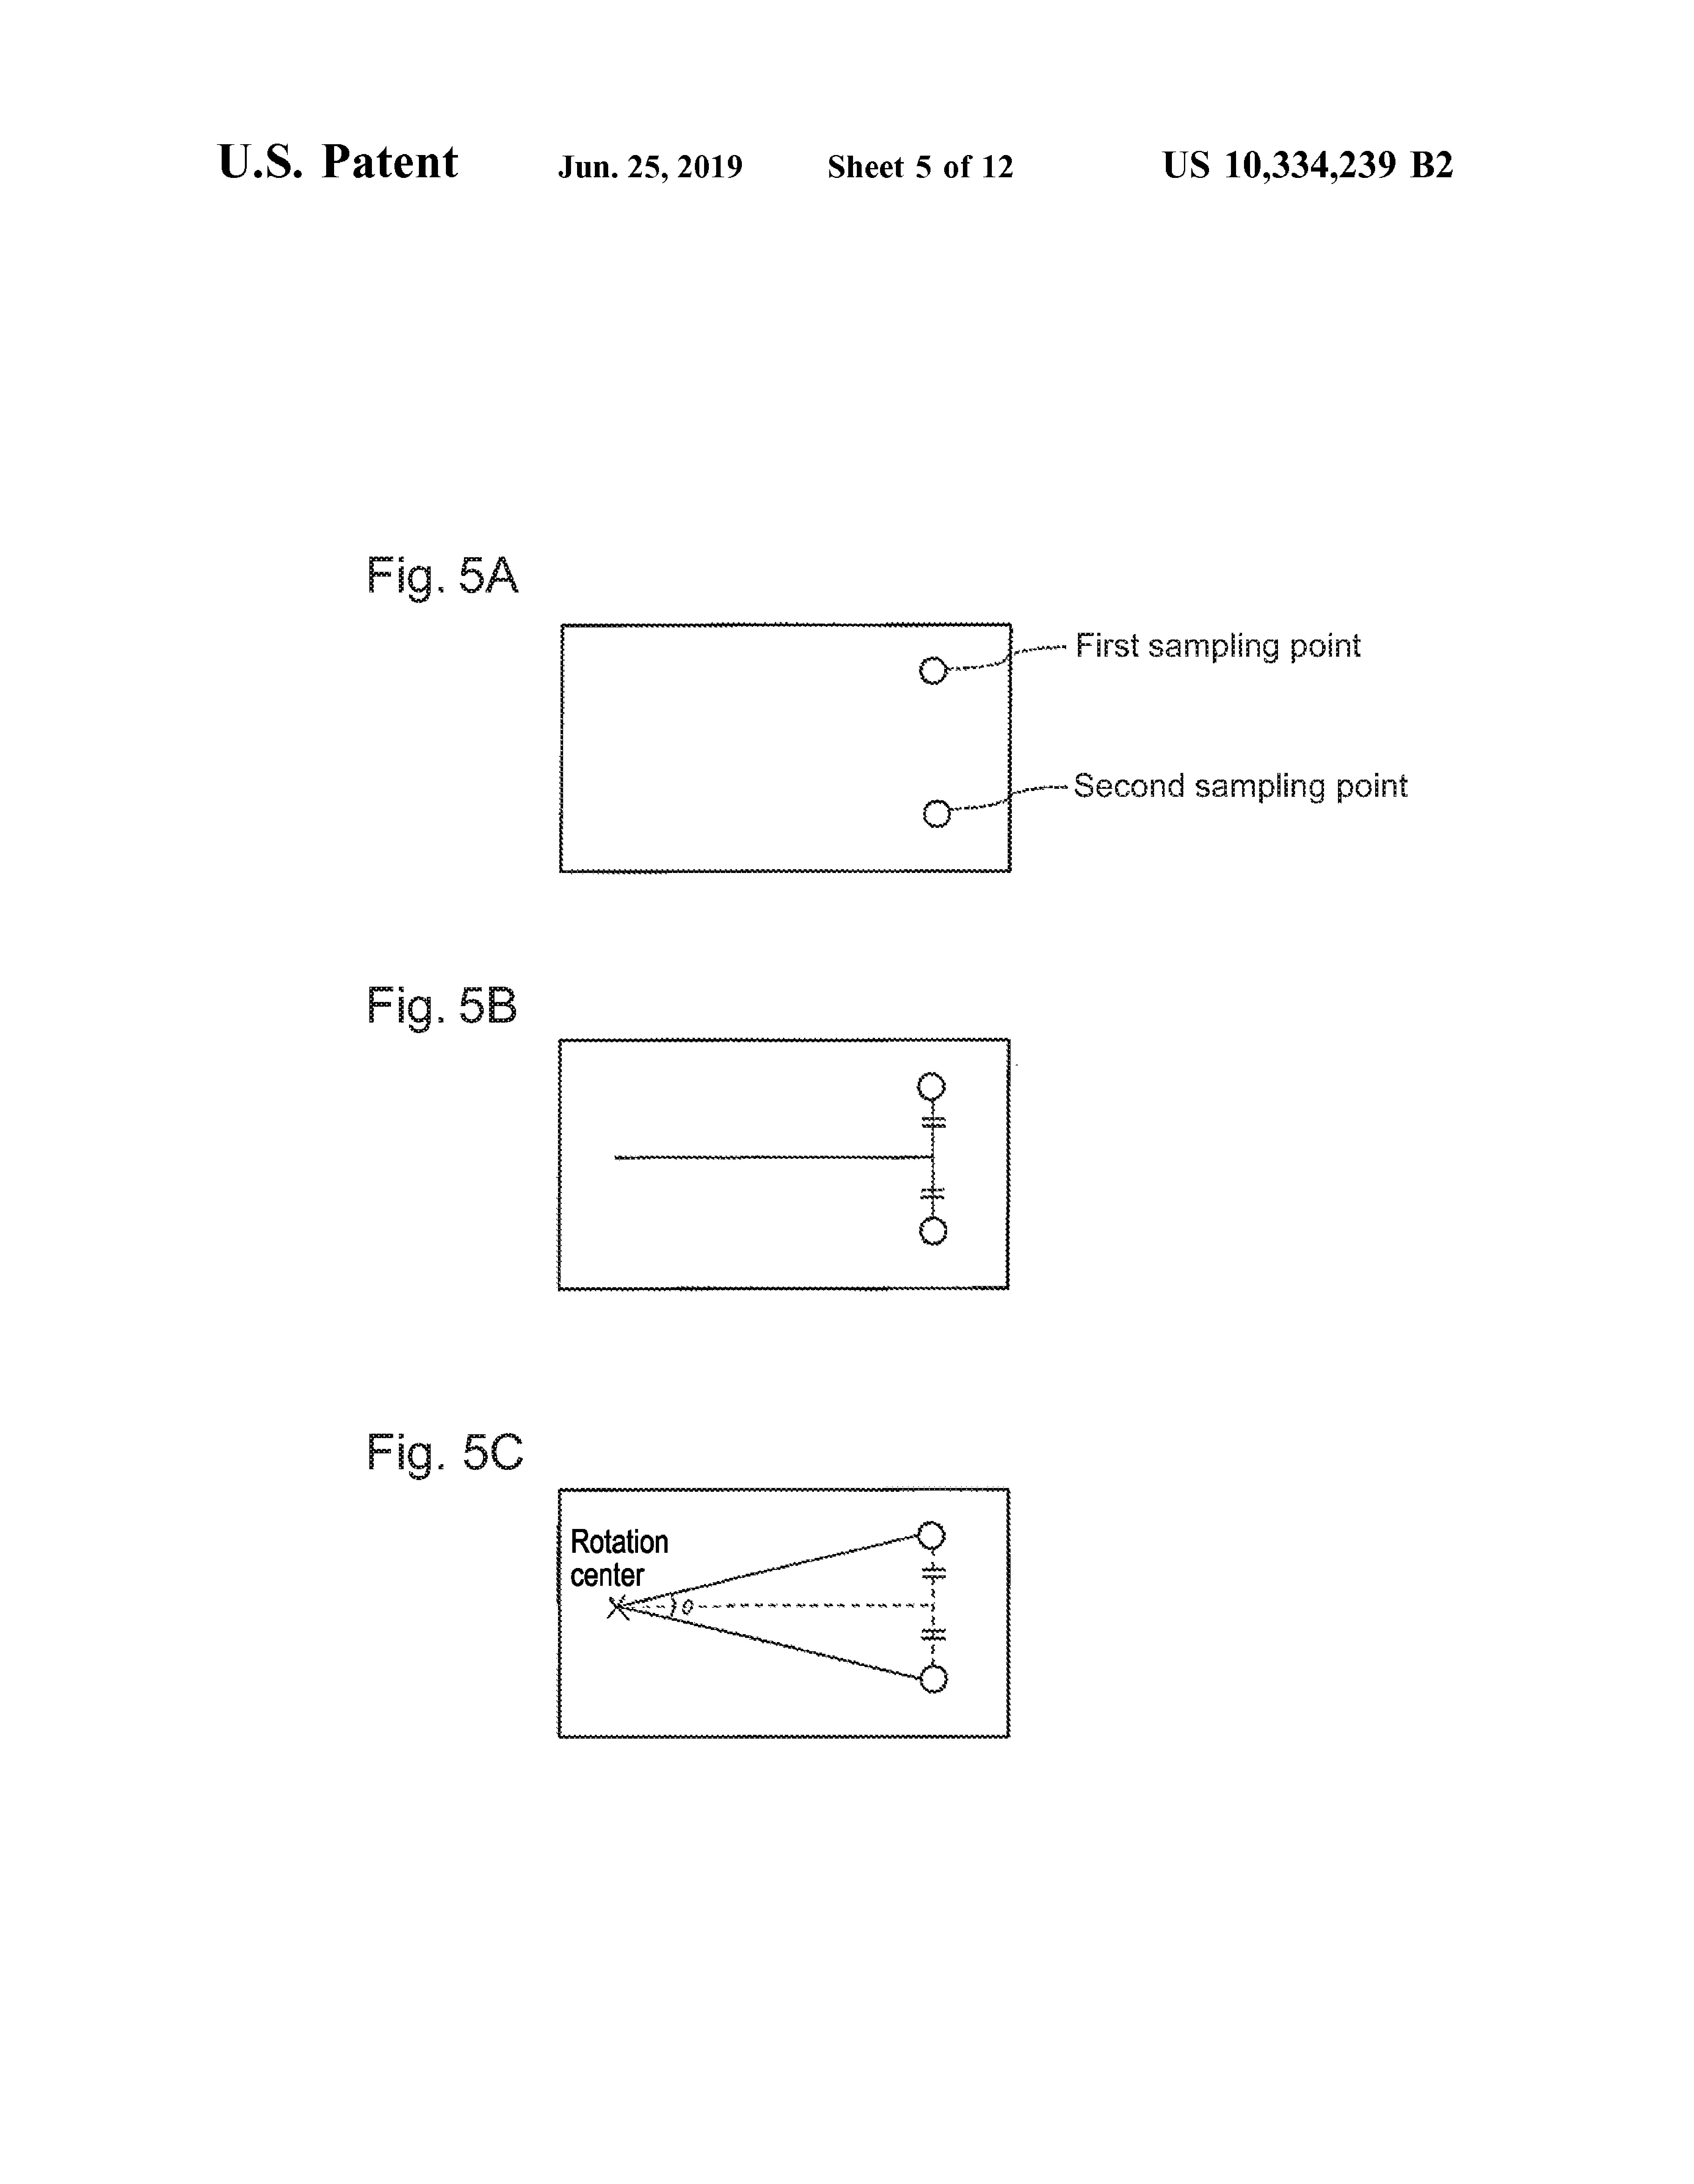 U.S. Patent Jun. 25, 2019 Sheet 5 of 12 US 10,334,239 B2
Fig. 5A
First sampling point
Second sampling point
Fig. 5B
Fig. 5C
Rotation
center
θ